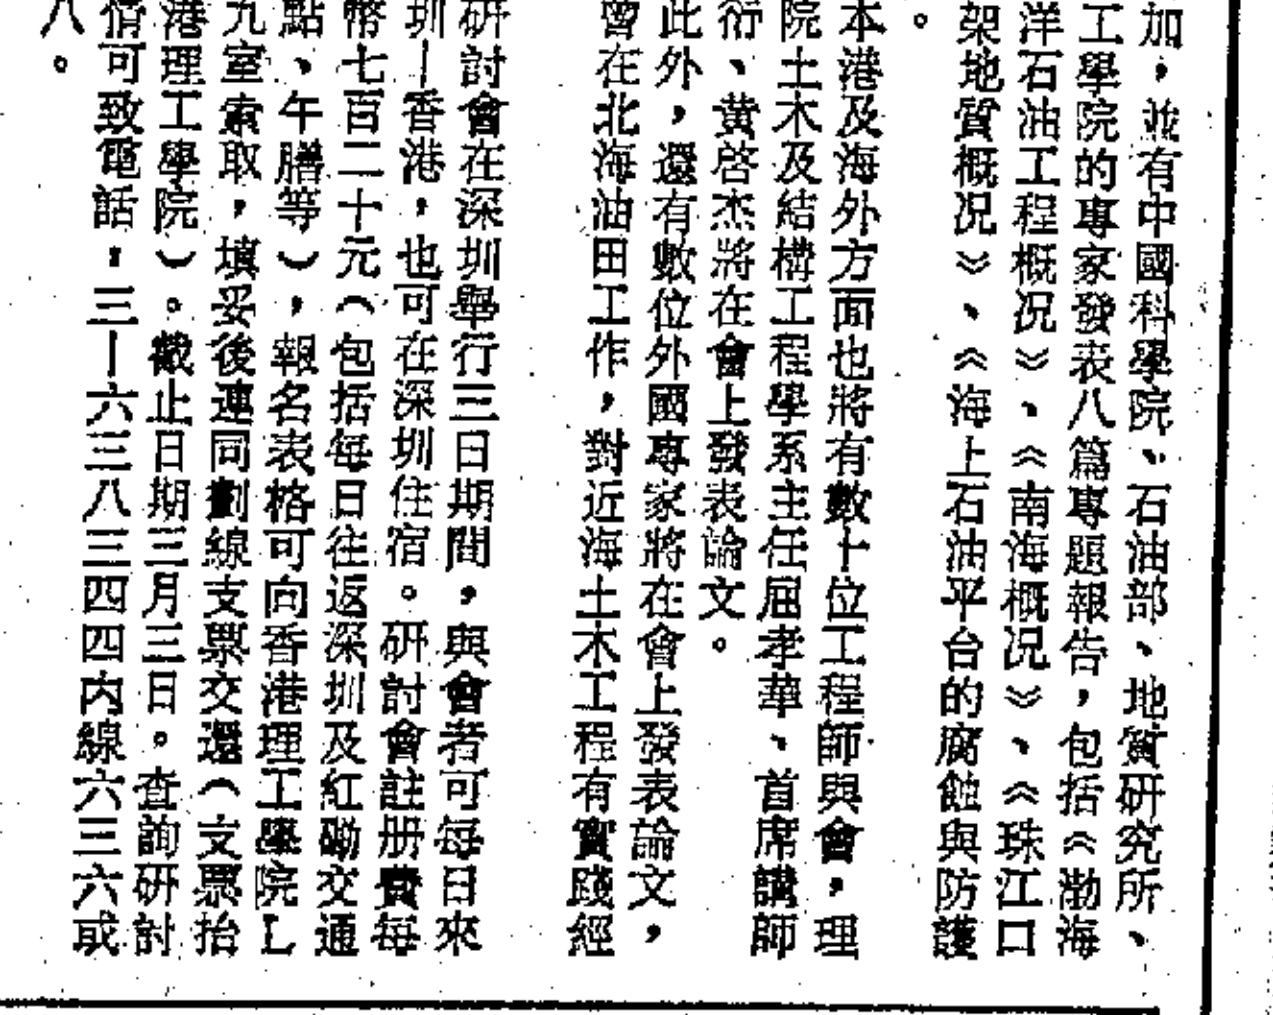 加，並有中國科學院、石油部、地質研究所、
工學院的專家發表八篇專題報告，包括《渤海
洋石油工程概况》、《南海概况》、《珠江口
架地質概况》、《海上石油平台的腐蝕與防護
。
本港及海外方面也將有數十位工程師與會，理
院土木及結構工程學系主任屈孝華、首席講師
衍、黃啓杰將在會上發表論文。
此外，還有數位外國專家將在會上發表論文，
曾在北海油田工作，對近海土木工程有實踐經
研討會在深圳舉行三日期間，與會者可每日來
圳—香港，也可在深圳住宿。研討會註册費每
幣七百二十元（包括每日往返深圳及紅磡交通
點、午膳等），報名表格可向香港理工學院L
九室索取，填妥後連同劃線支票交還（支票抬
港理工學院）。截止日期三月三日。查詢研討
情可致電話：三—六三八三四四内線六三六或
八。